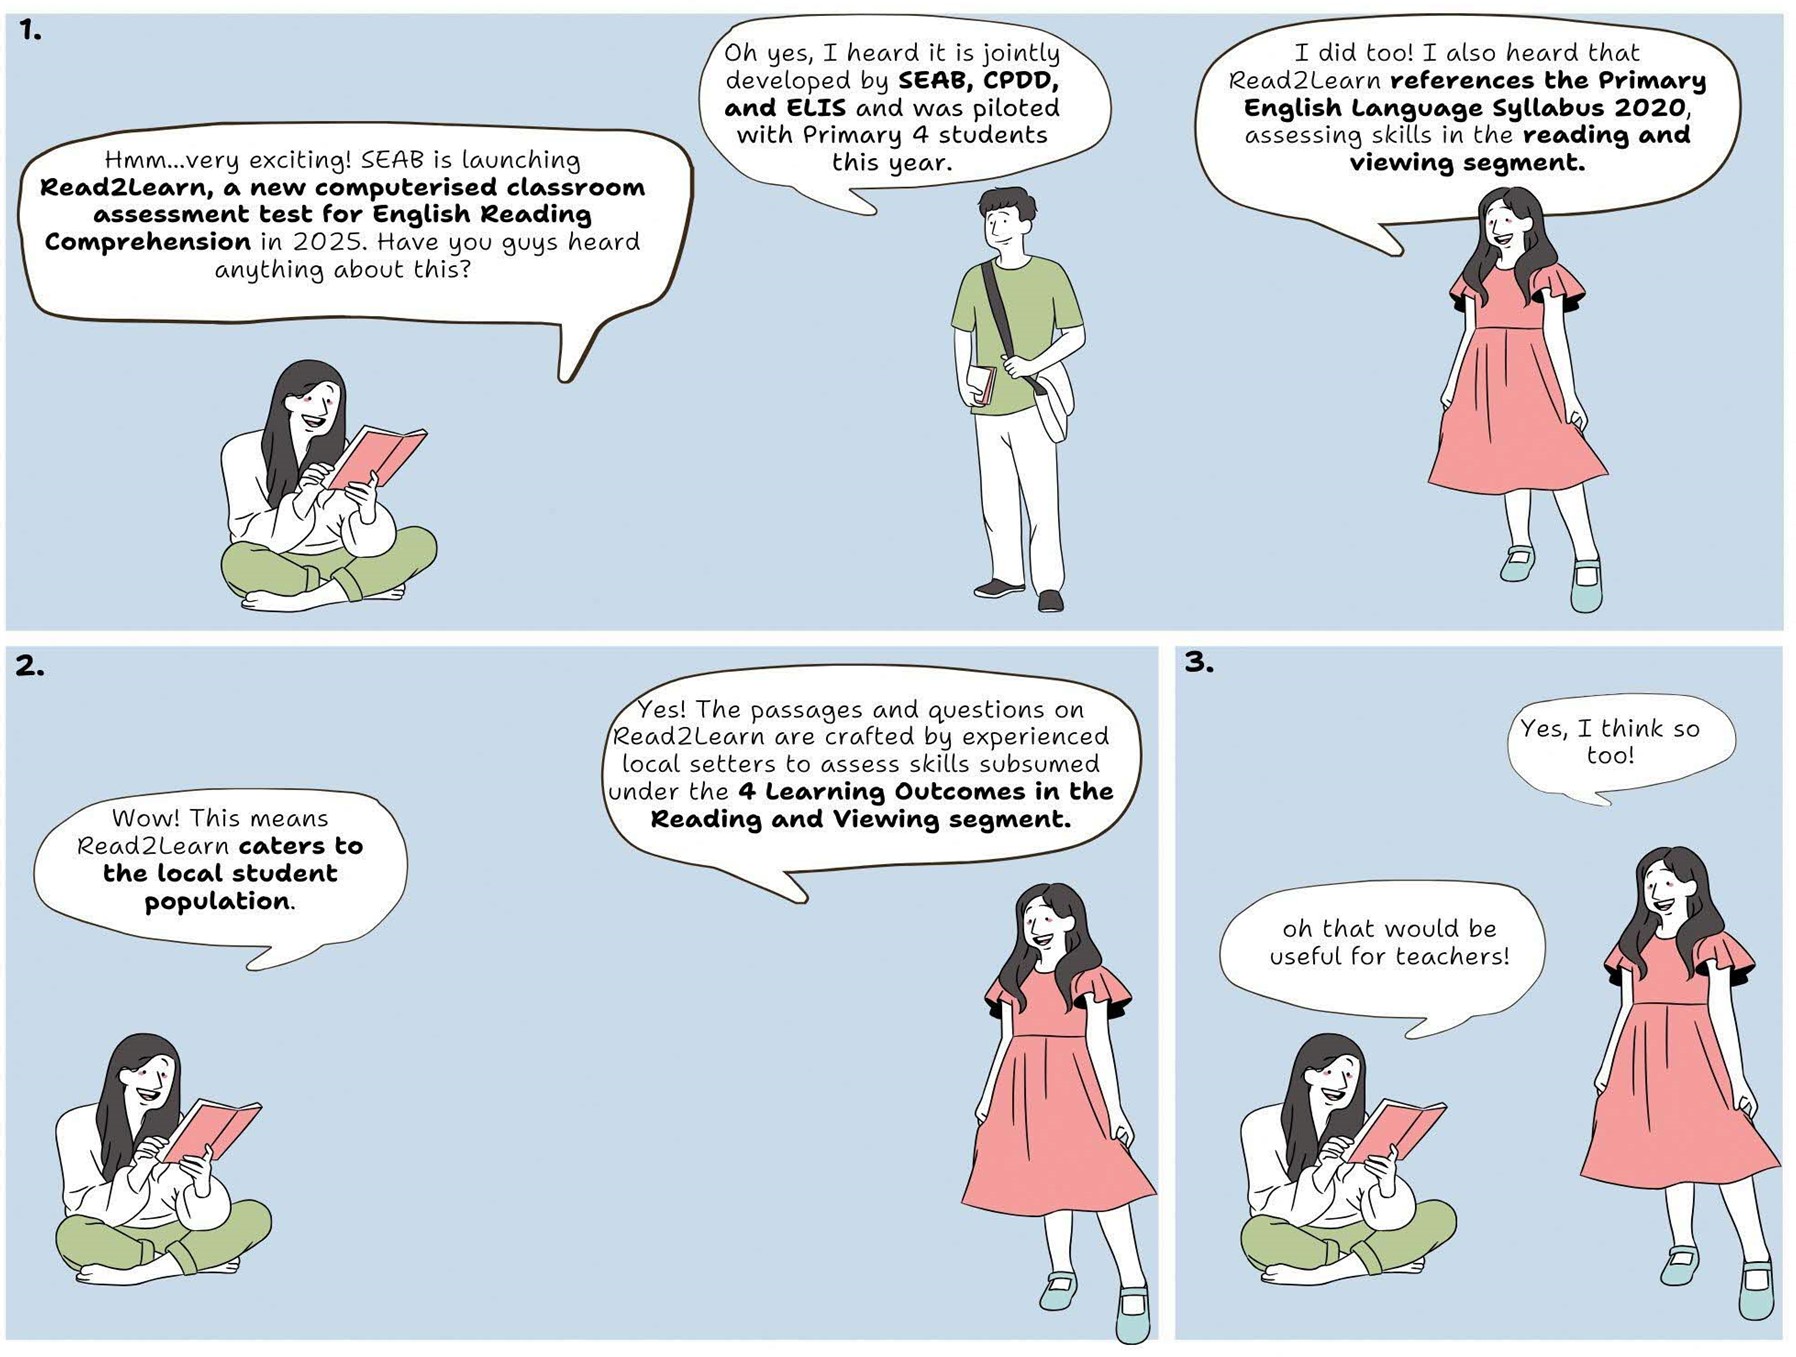 1.
Hmm...very exciting! SEAB is launching
Read2Learn, a new computerised classroom
assessment test for English Reading
Comprehension in 2025. Have you guys heard
anything about this?
Oh yes, I heard it is jointly
developed by SEAB, CPDD,
and ELIS and was piloted
with Primary 4 students
this year.
I did too! I also heard that
Read2Learn references the Primary
English Language Syllabus 2020,
assessing skills in the reading and
viewing segment.
2.
Wow! This means
Read2Learn caters to
the local student
population.
Yes! The passages and questions on
Read2Learn are crafted by experienced
local setters to assess skills subsumed
under the 4 Learning Outcomes in the
Reading and Viewing segment.
3.
oh that would be
useful for teachers!
Yes, I think so
too!